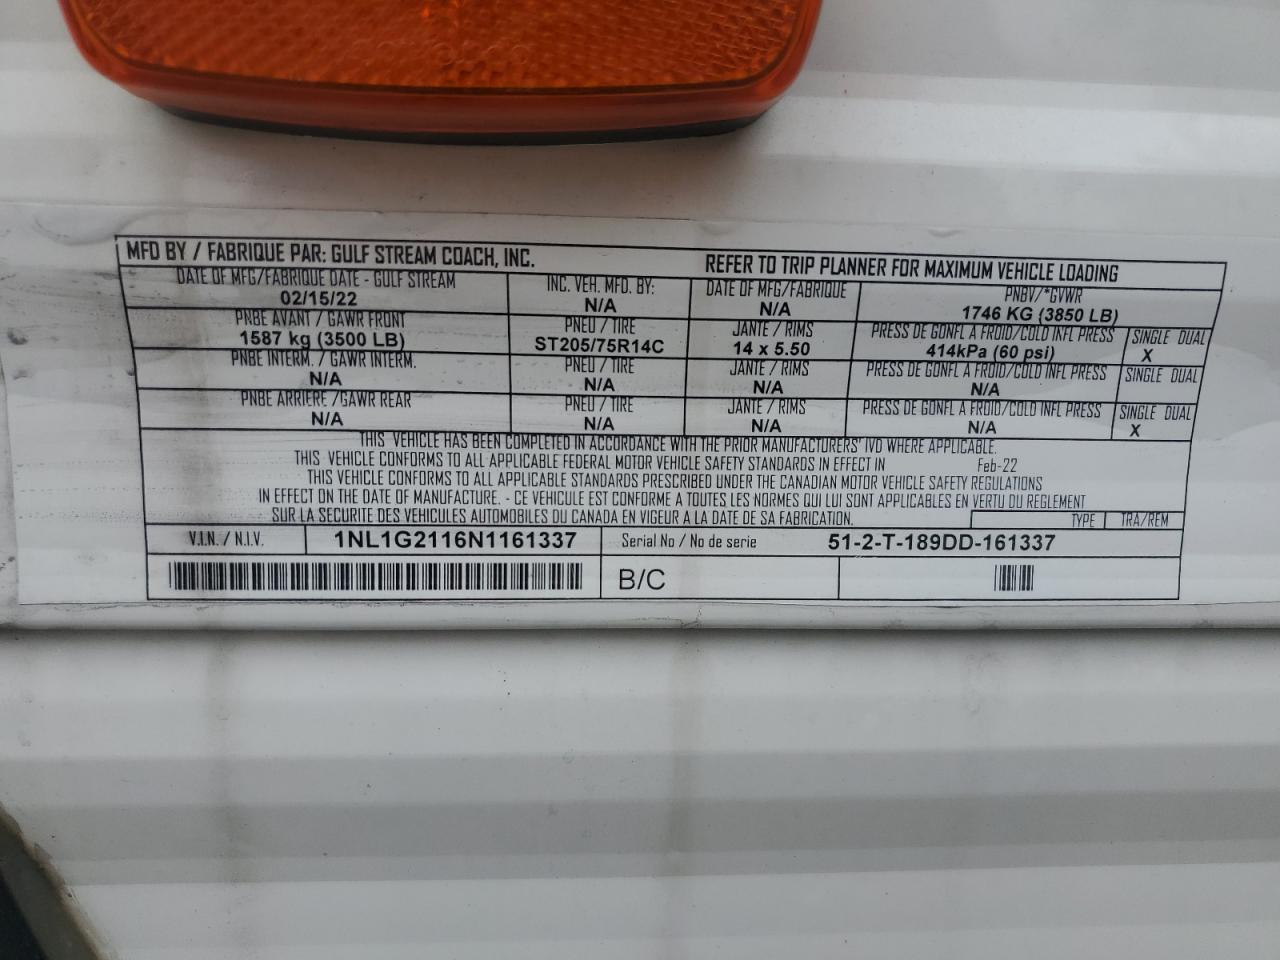 MFD BY / FABRIQUE PAR: GULF STREAM COACH, INC. REFER TO TRIP PLANNER FOR MAXIMUM VEHICLE LOADING
DATE OF MFG/FABRIQUE DATE - GULF STREAM INC. VEH. MFD. BY: DATE OF MFG/FABRIQUE PNBV/*GVWR
02/15/22 N/A N/A 1746 KG (3850 LB)
PNBE AVANT / GAWR FRONT PNEU / TIRE JANTE / RIMS PRESS DE GONFL A FROID/COLD INFL PRESS SINGLE DUAL
1587 kg (3500 LB) ST205/75R14C 14 x 5.50 414kPa (60 psi) X
PNBE INTERM. / GAWR INTERM. PNEU / TIRE JANTE / RIMS PRESS DE GONFL A FROID/COLD INFL PRESS SINGLE DUAL
N/A N/A N/A N/A
PNBE ARRIERE /GAWR REAR PNEU / TIRE JANTE / RIMS PRESS DE GONFL A FROID/COLD INFL PRESS SINGLE DUAL
N/A N/A N/A N/A X
THIS VEHICLE HAS BEEN COMPLETED IN ACCORDANCE WITH THE PRIOR MANUFACTURERS' IVD WHERE APPLICABLE.
THIS VEHICLE CONFORMS TO ALL APPLICABLE FEDERAL MOTOR VEHICLE SAFETY STANDARDS IN EFFECT IN Feb-22
THIS VEHICLE CONFORMS TO ALL APPLICABLE STANDARDS PRESCRIBED UNDER THE CANADIAN MOTOR VEHICLE SAFETY REGULATIONS
IN EFFECT ON THE DATE OF MANUFACTURE. - CE VEHICULE EST CONFORME A TOUTES LES NORMES QUI LUI SONT APPLICABLES EN VERTU DU REGLEMENT
SUR LA SECURITE DES VEHICULES AUTOMOBILES DU CANADA EN VIGEUR A LA DATE DE SA FABRICATION. TYPE TRA/REM
V.I.N. / N.I.V. 1NL1G2116N1161337 Serial No / No de serie 51-2-T-189DD-161337
B/C